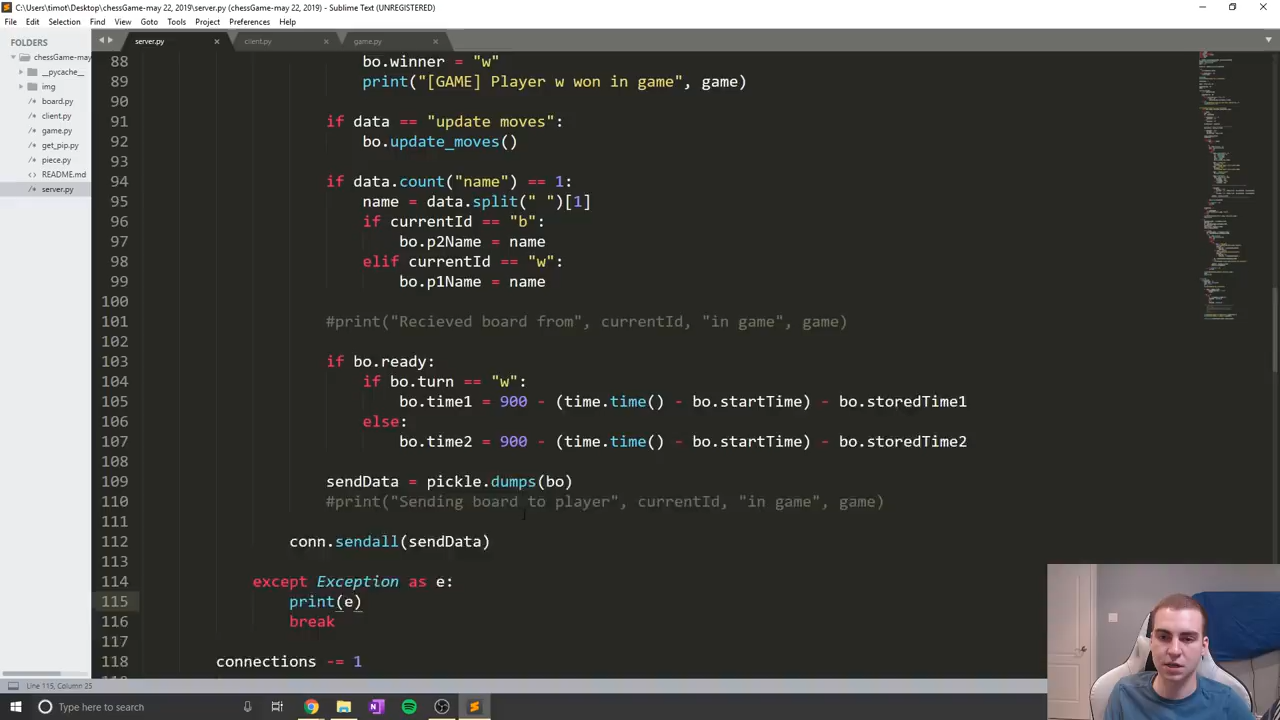 C:\Users\timot\Desktop\chessGame-may 22, 2019\server.py (chessGame-may 22, 2019) - Sublime Text (UNREGISTERED)
File Edit Selection Find View Goto Tools Project Preferences Help
FOLDERS
chessGame-may
__pycache__
img
board.py
client.py
game.py
get_pip.py
piece.py
README.md
server.py
server.py client.py game.py
88 bo.winner = "w"
89 print("[GAME] Player w won in game", game)
90
91 if data == "update moves":
92 bo.update_moves()
93
94 if data.count("name") == 1:
95 name = data.split(" ")[1]
96 if currentId == "b":
97 bo.p2Name = name
98 elif currentId == "w":
99 bo.p1Name = name
100
101 #print("Recieved board from", currentId, "in game", game)
102
103 if bo.ready:
104 if bo.turn == "w":
105 bo.time1 = 900 - (time.time() - bo.startTime) - bo.storedTime1
106 else:
107 bo.time2 = 900 - (time.time() - bo.startTime) - bo.storedTime2
108
109 sendData = pickle.dumps(bo)
110 #print("Sending board to player", currentId, "in game", game)
111
112 conn.sendall(sendData)
113
114 except Exception as e:
115 print(e)
116 break
117
118 connections -= 1
Line 115, Column 25
Type here to search